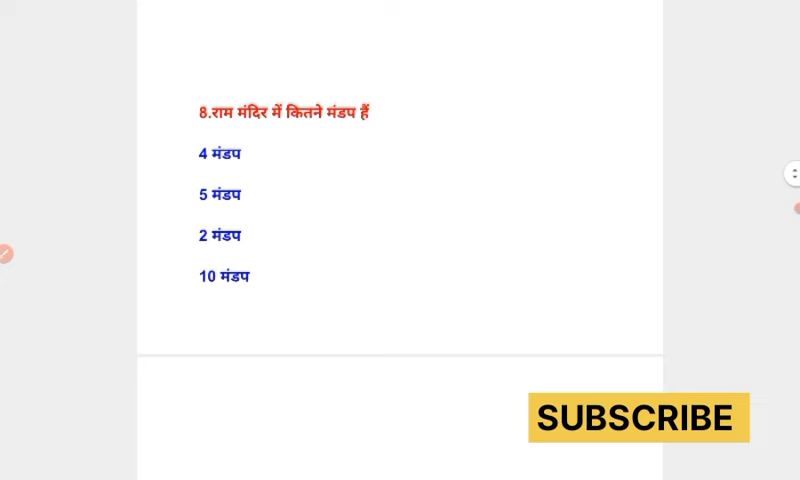 8.राम मंदिर में कितने मंडप हैं
4 मंडप
5 मंडप
2 मंडप
10 मंडप
SUBSCRIBE